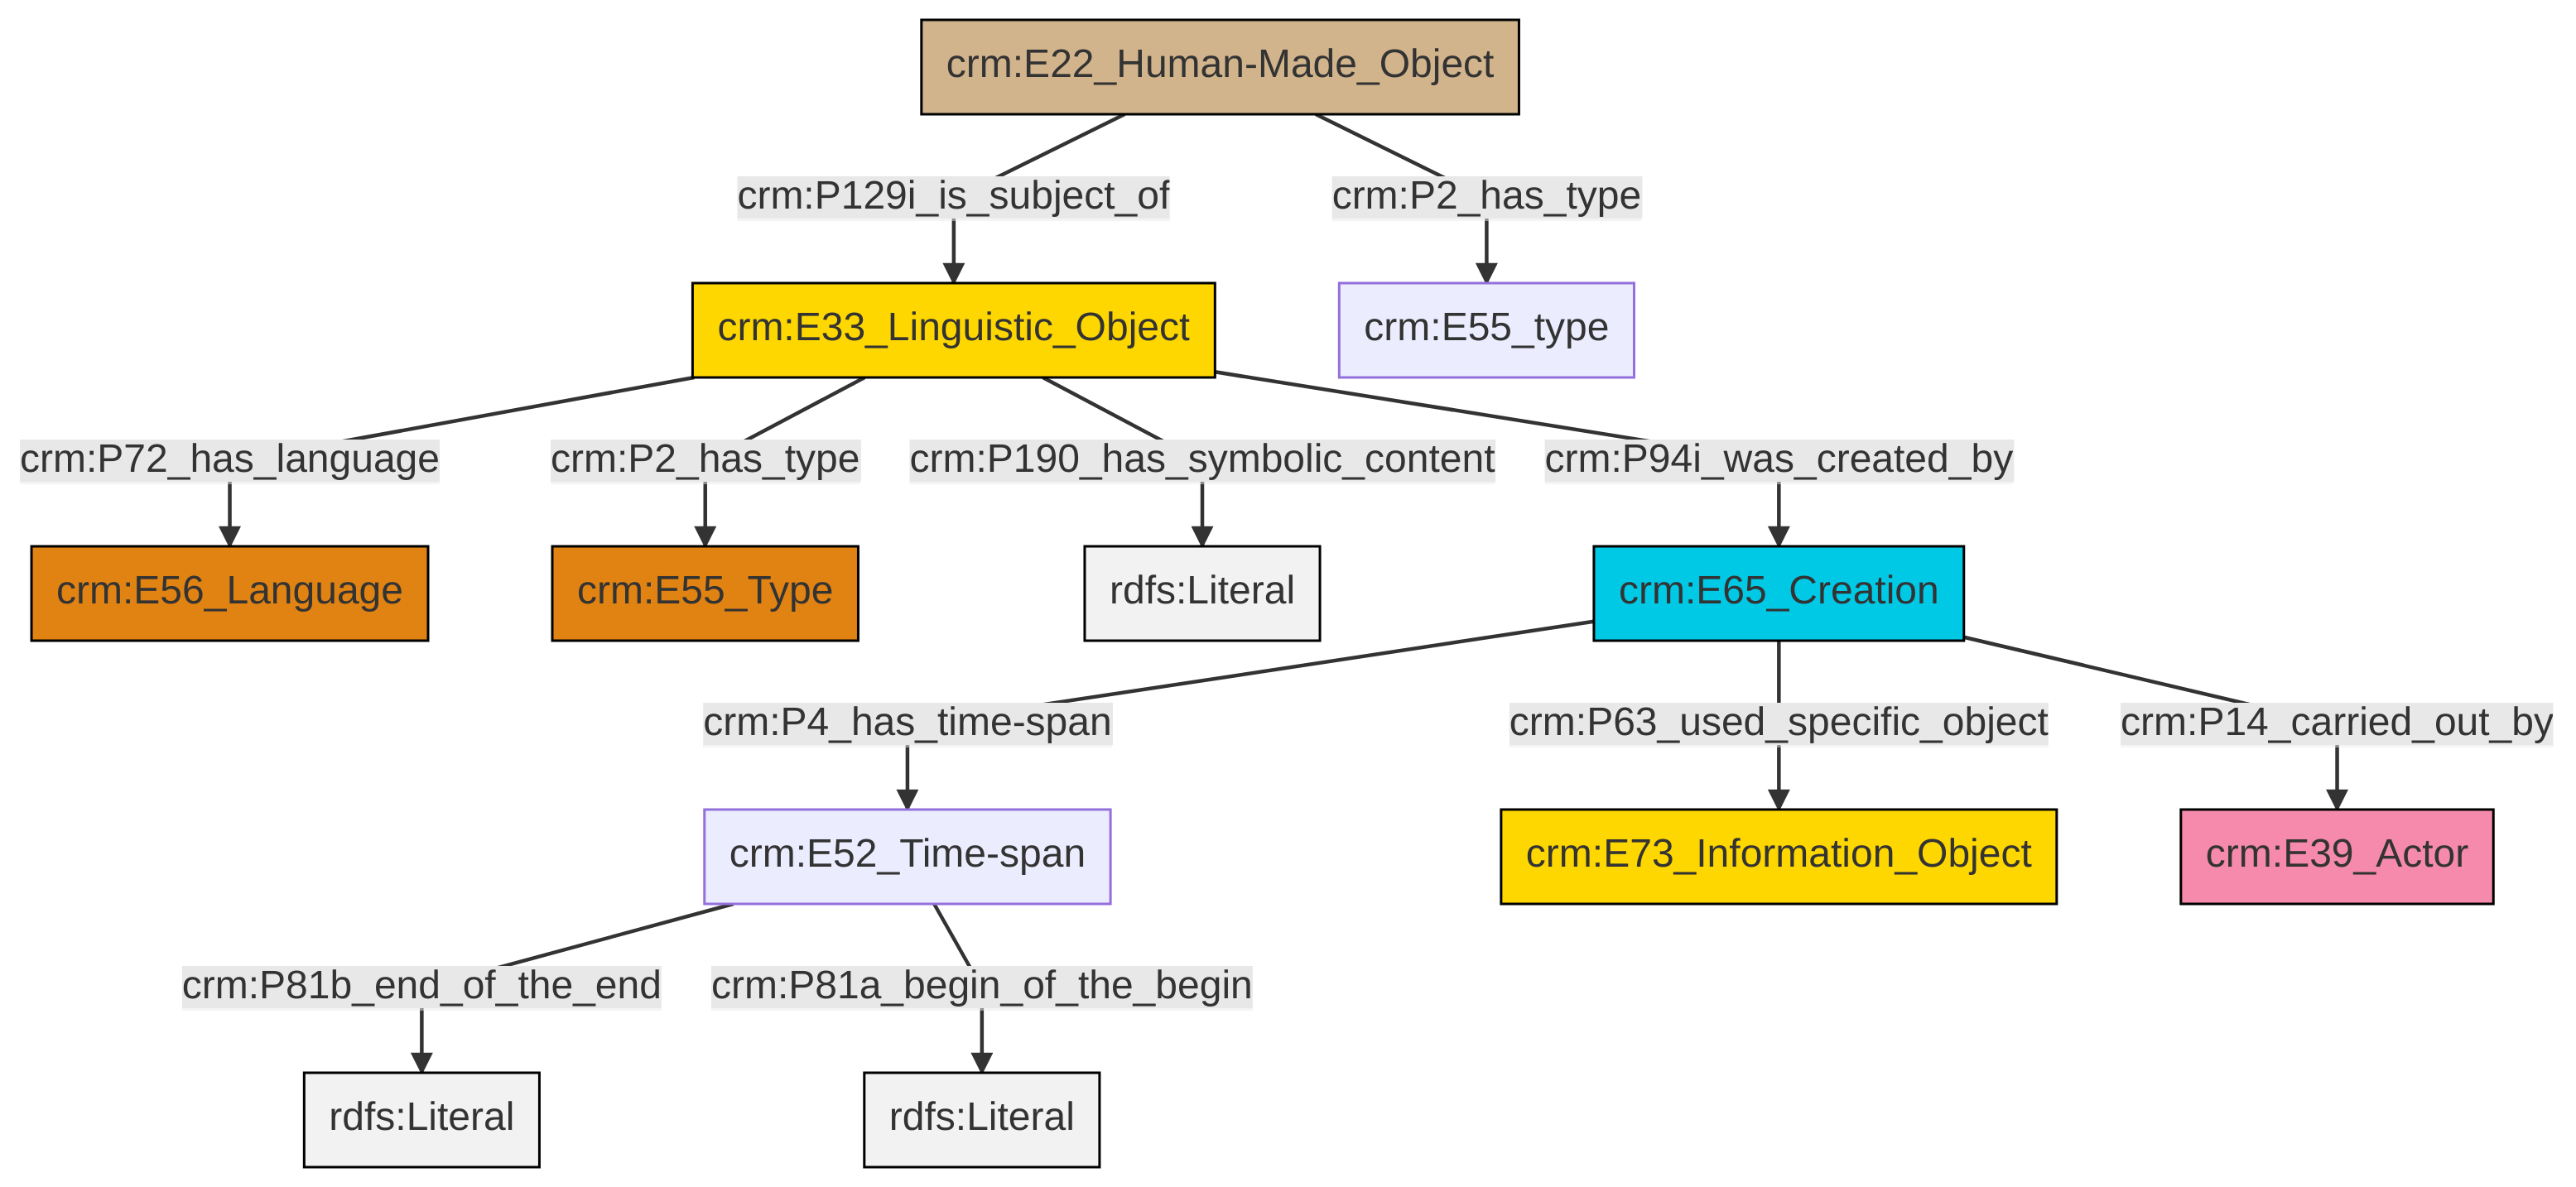 crm:E22_Human-Made_Object
crm:P129i_is_subject_of
crm:P2_has_type
crm:E33_Linguistic_Object
crm:E55_type
crm:P72_has_language
crm:P2_has_type
crm:P190_has_symbolic_content
crm:P94i_was_created_by
crm:E56_Language
crm:E55_Type
rdfs:Literal
crm:E65_Creation
crm:P4_has_time-span
crm:P63_used_specific_object
crm:P14_carried_out_by
crm:E52_Time-span
crm:E73_Information_Object
crm:E39_Actor
crm:P81b_end_of_the_end
crm:P81a_begin_of_the_begin
rdfs:Literal
rdfs:Literal